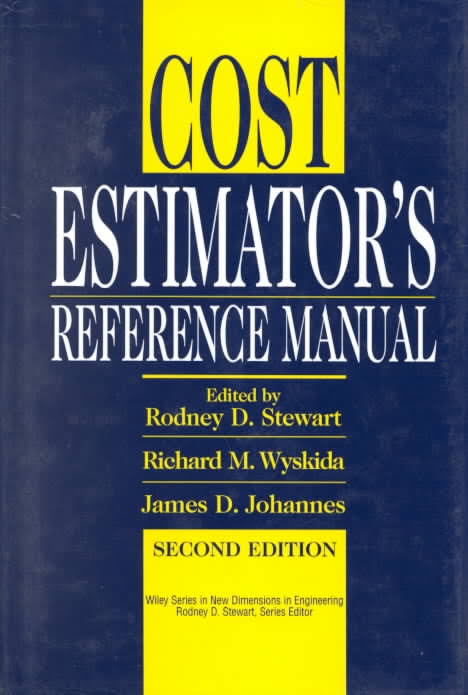 COST
ESTIMATOR'S
REFERENCE MANUAL
Edited by
Rodney D. Stewart
Richard M. Wyskida
James D. Johannes
SECOND EDITION
Wiley Series in New Dimensions in Engineering
Rodney D. Stewart, Series Editor